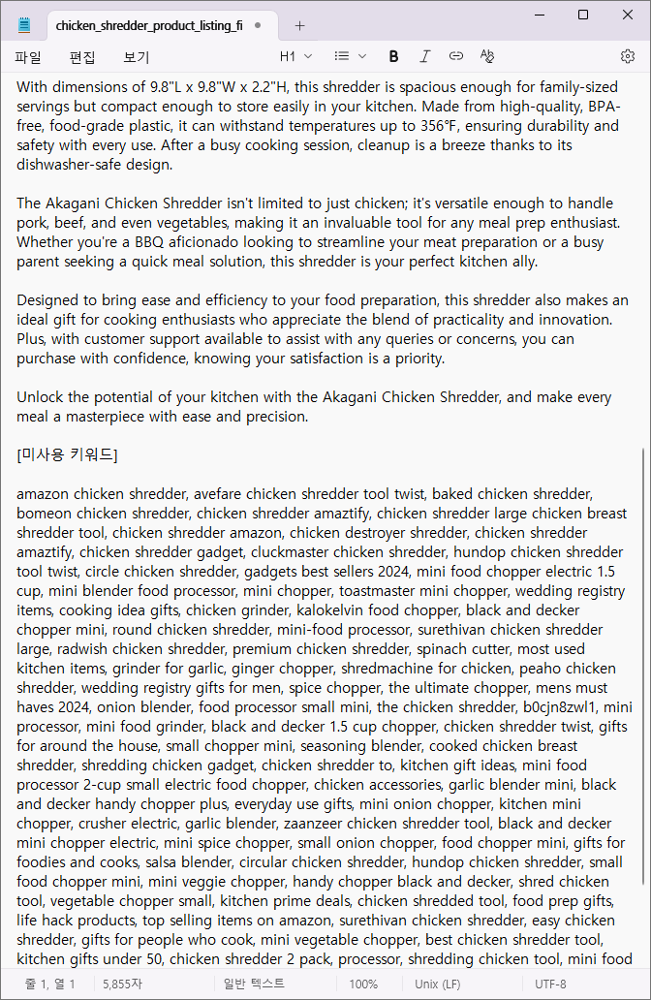 chicken_shredder_product_listing_fi
파일 편집 보기 H1 B I
With dimensions of 9.8"L x 9.8"W x 2.2"H, this shredder is spacious enough for family-sized
servings but compact enough to store easily in your kitchen. Made from high-quality, BPA-
free, food-grade plastic, it can withstand temperatures up to 356°F, ensuring durability and
safety with every use. After a busy cooking session, cleanup is a breeze thanks to its
dishwasher-safe design.
The Akagani Chicken Shredder isn't limited to just chicken; it's versatile enough to handle
pork, beef, and even vegetables, making it an invaluable tool for any meal prep enthusiast.
Whether you're a BBQ aficionado looking to streamline your meat preparation or a busy
parent seeking a quick meal solution, this shredder is your perfect kitchen ally.
Designed to bring ease and efficiency to your food preparation, this shredder also makes an
ideal gift for cooking enthusiasts who appreciate the blend of practicality and innovation.
Plus, with customer support available to assist with any queries or concerns, you can
purchase with confidence, knowing your satisfaction is a priority.
Unlock the potential of your kitchen with the Akagani Chicken Shredder, and make every
meal a masterpiece with ease and precision.
[미사용 키워드]
amazon chicken shredder, avefare chicken shredder tool twist, baked chicken shredder,
bomeon chicken shredder, chicken shredder amaztify, chicken shredder large chicken breast
shredder tool, chicken shredder amazon, chicken destroyer shredder, chicken shredder
amaztify, chicken shredder gadget, cluckmaster chicken shredder, hundop chicken shredder
tool twist, circle chicken shredder, gadgets best sellers 2024, mini food chopper electric 1.5
cup, mini blender food processor, mini chopper, toastmaster mini chopper, wedding registry
items, cooking idea gifts, chicken grinder, kalokelvin food chopper, black and decker
chopper mini, round chicken shredder, mini-food processor, surethivan chicken shredder
large, radwish chicken shredder, premium chicken shredder, spinach cutter, most used
kitchen items, grinder for garlic, ginger chopper, shredmachine for chicken, peaho chicken
shredder, wedding registry gifts for men, spice chopper, the ultimate chopper, mens must
haves 2024, onion blender, food processor small mini, the chicken shredder, b0cjn8zwl1, mini
processor, mini food grinder, black and decker 1.5 cup chopper, chicken shredder twist, gifts
for around the house, small chopper mini, seasoning blender, cooked chicken breast
shredder, shredding chicken gadget, chicken shredder to, kitchen gift ideas, mini food
processor 2-cup small electric food chopper, chicken accessories, garlic blender mini, black
and decker handy chopper plus, everyday use gifts, mini onion chopper, kitchen mini
chopper, crusher electric, garlic blender, zaanzeer chicken shredder tool, black and decker
mini chopper electric, mini spice chopper, small onion chopper, food chopper mini, gifts for
foodies and cooks, salsa blender, circular chicken shredder, hundop chicken shredder, small
food chopper mini, mini veggie chopper, handy chopper black and decker, shred chicken
tool, vegetable chopper small, kitchen prime deals, chicken shredded tool, food prep gifts,
life hack products, top selling items on amazon, surethivan chicken shredder, easy chicken
shredder, gifts for people who cook, mini vegetable chopper, best chicken shredder tool,
kitchen gifts under 50, chicken shredder 2 pack, processor, shredding chicken tool, mini food
줄 1, 열 1 5,855자 일반 텍스트 100% Unix (LF) UTF-8